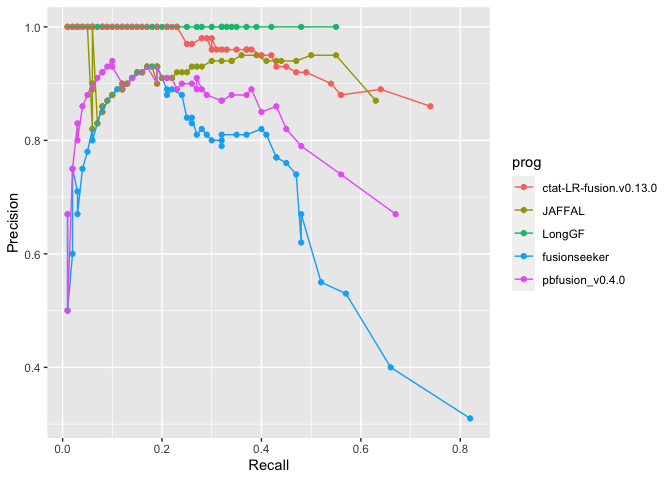 1.0
0.8
0.6
0.4
Precision
0.0
0.2
0.4
0.6
0.8
Recall
prog
ctat-LR-fusion.v0.13.0
JAFFAL
LongGF
fusionseeker
pbfusion_v0.4.0